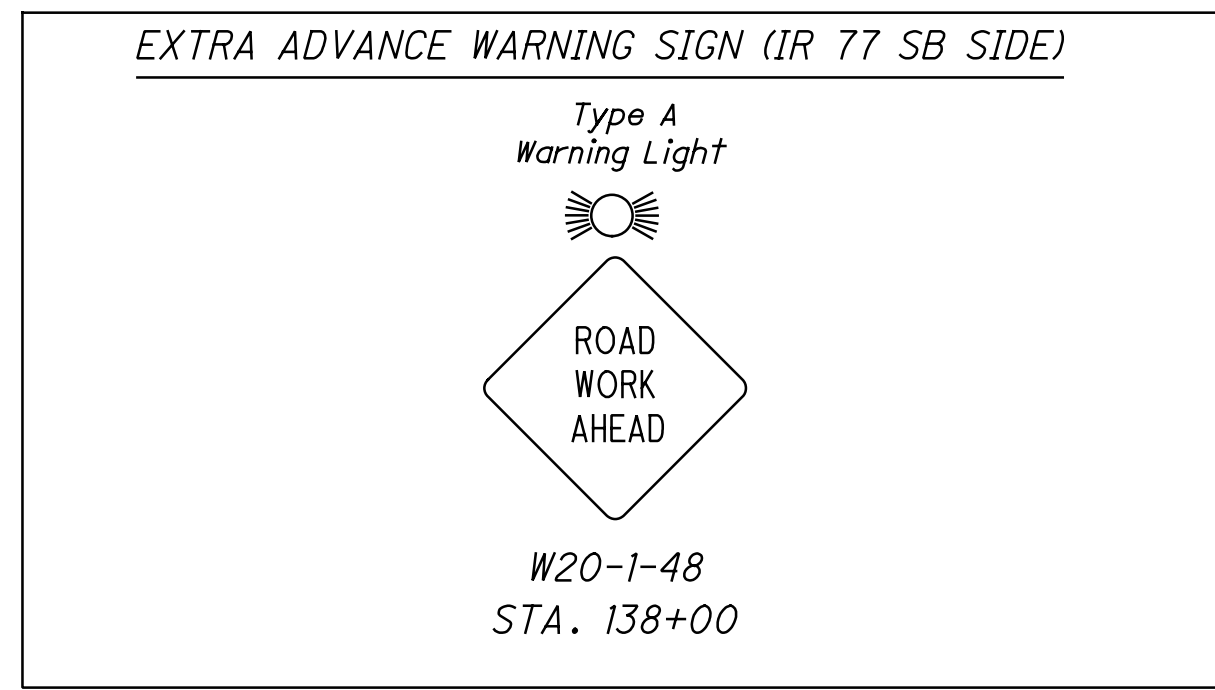 EXTRA ADVANCE WARNING SIGN (IR 77 SB SIDE)
Type A
Warning Light
ROAD
WORK
AHEAD
W20-1-48
STA. 138+00